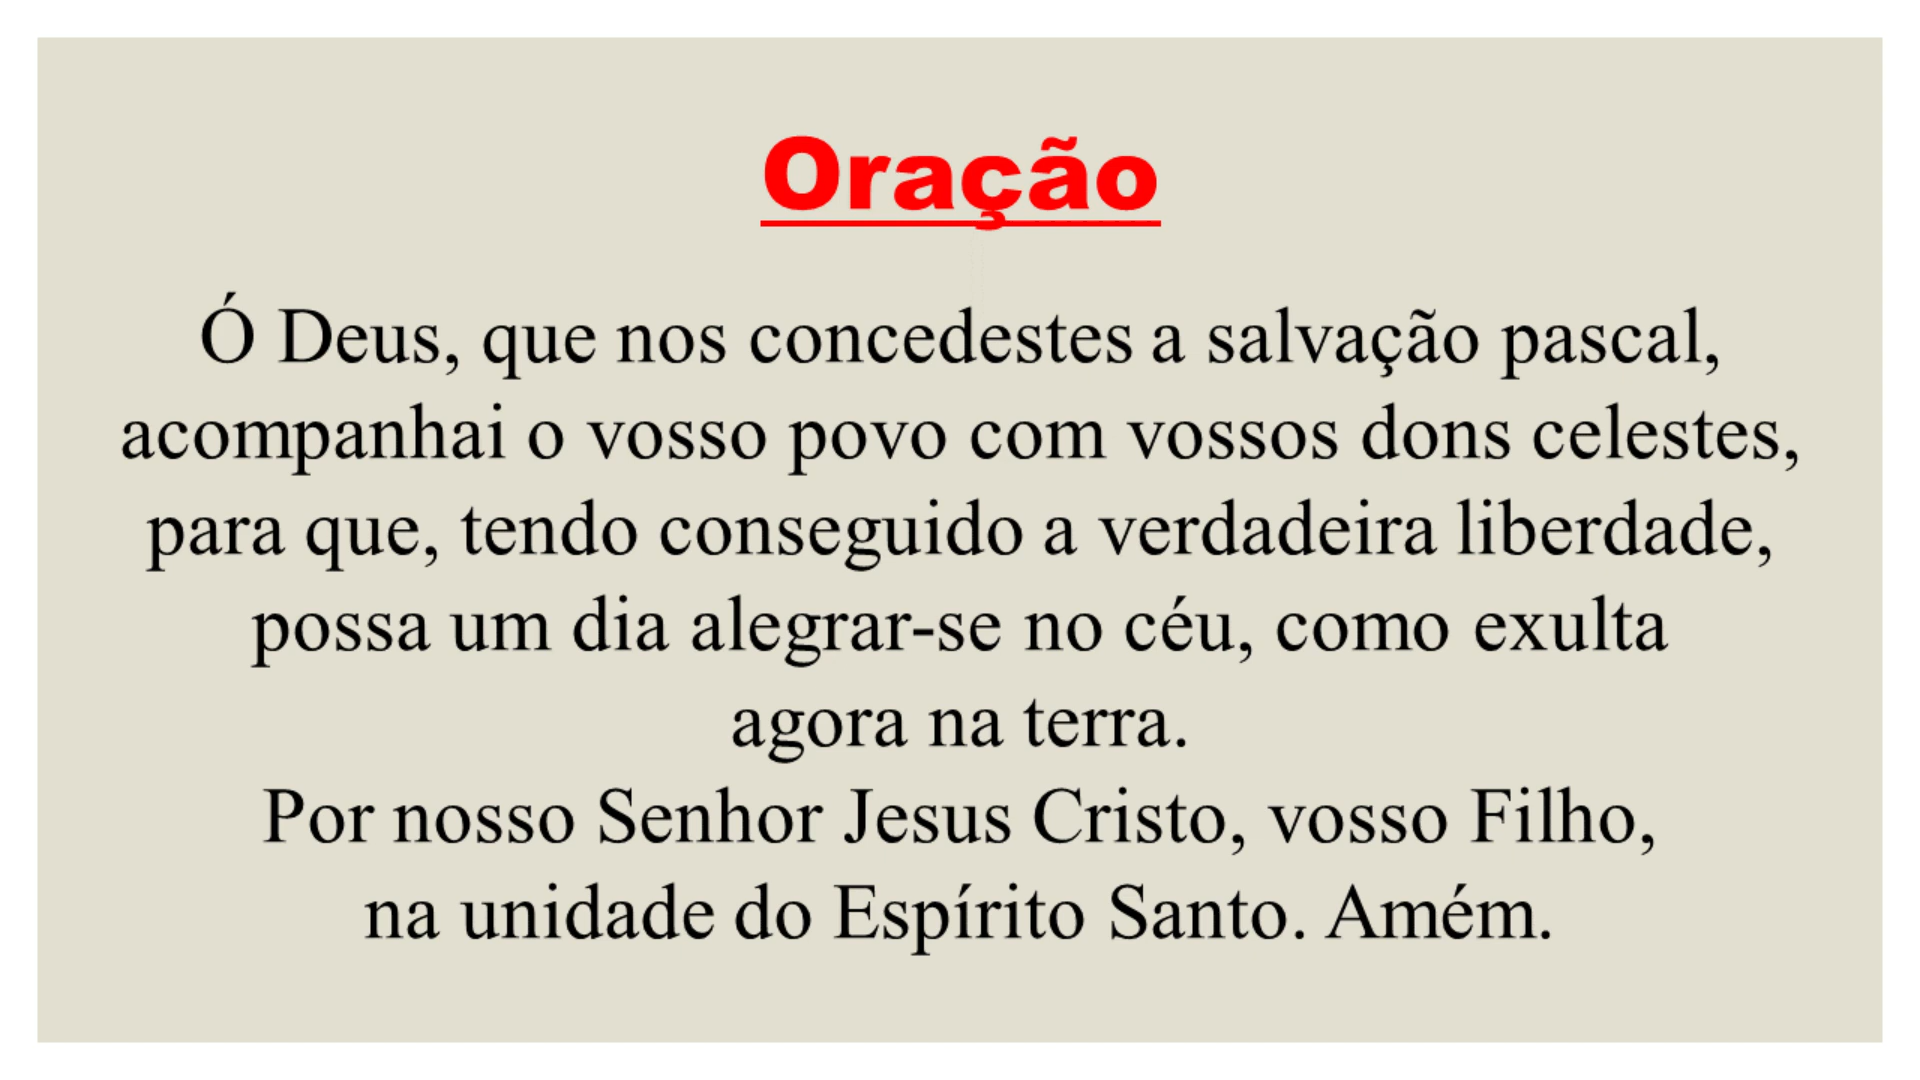 Oração
Ó Deus, que nos concedestes a salvação pascal,
acompanhai o vosso povo com vossos dons celestes,
para que, tendo conseguido a verdadeira liberdade,
possa um dia alegrar-se no céu, como exulta
agora na terra.
Por nosso Senhor Jesus Cristo, vosso Filho,
na unidade do Espírito Santo. Amém.